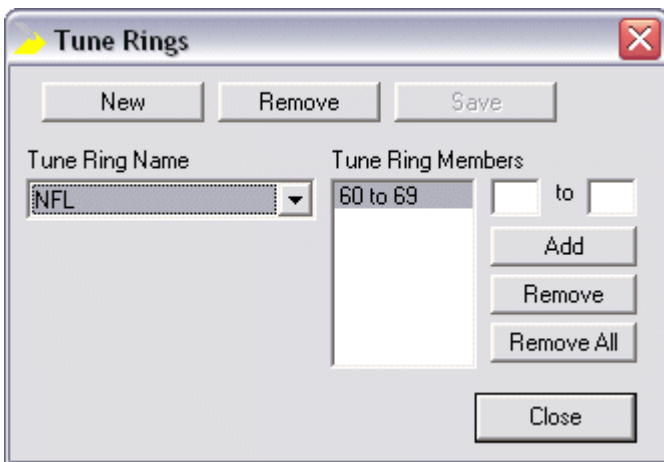 Tune Rings
New Remove Save
Tune Ring Name
NFL
Tune Ring Members
60 to 69
to
Add
Remove
Remove All
Close